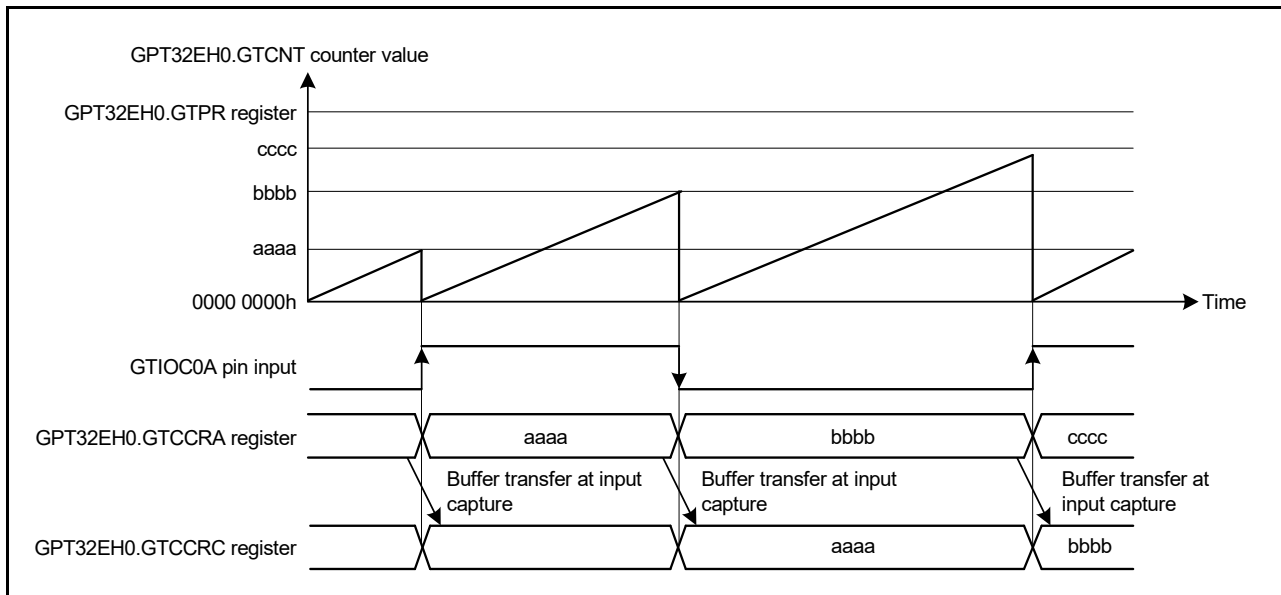 GPT32EH0.GTCNT counter value
GPT32EH0.GTPR register
cccc
bbbb
aaaa
0000 0000h
Time
GTIOC0A pin input
GPT32EH0.GTCCRA register
aaaa
bbbb
cccc
Buffer transfer at input
capture
Buffer transfer at input
capture
Buffer transfer at
input capture
GPT32EH0.GTCCRC register
aaaa
bbbb